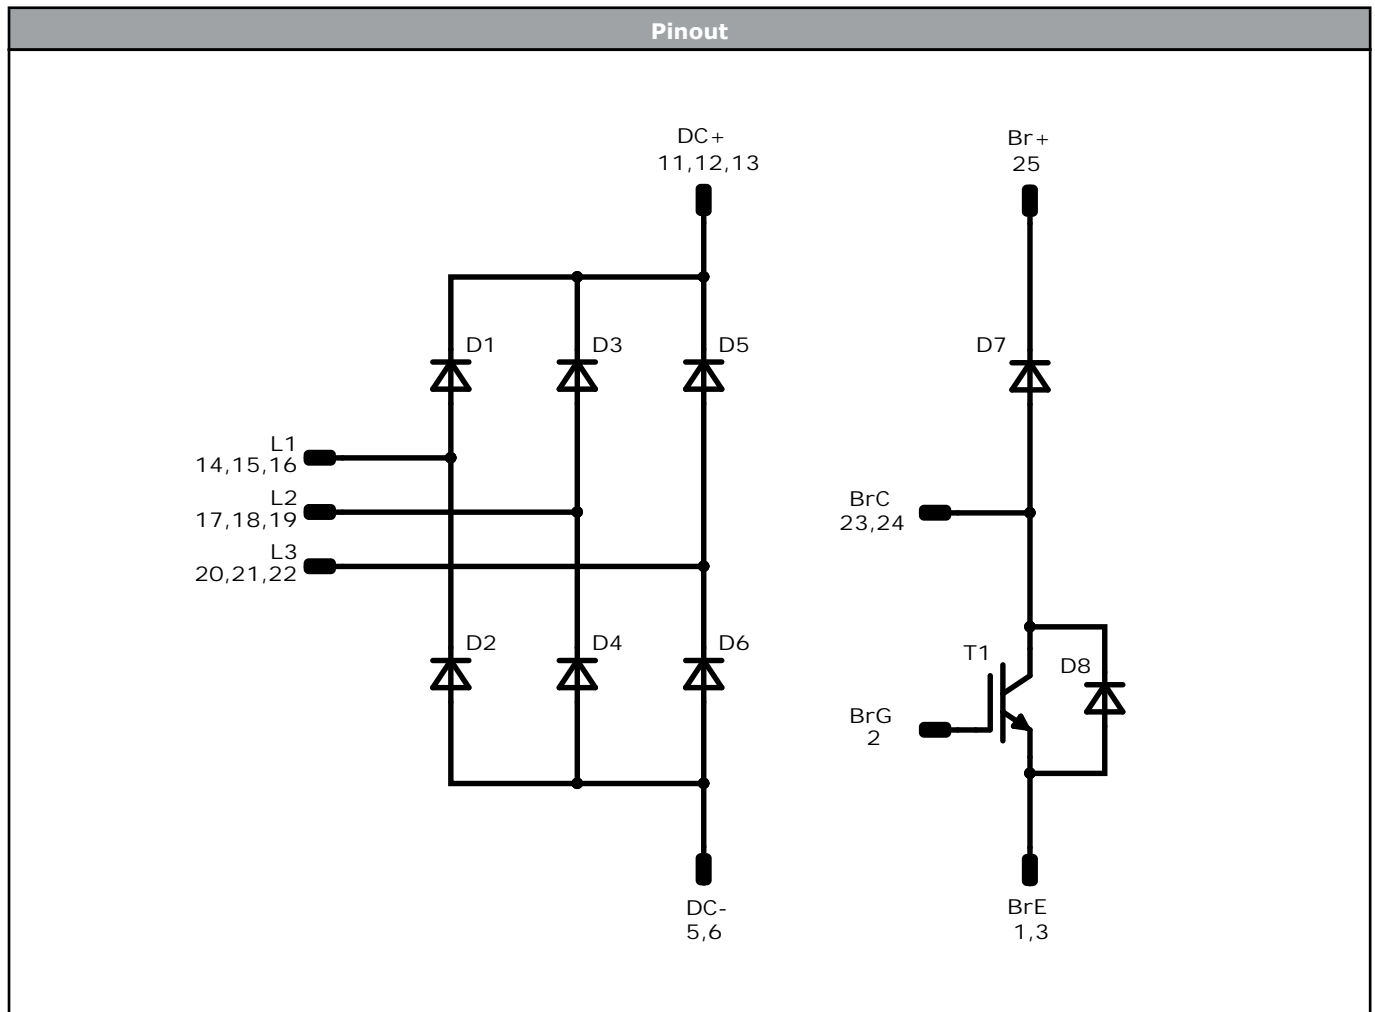 Pinout
DC+
11,12,13
Br+
25
D1
D3
D5
D7
L1
14,15,16
L2
17,18,19
L3
20,21,22
BrC
23,24
D2
D4
D6
T1
D8
BrG
2
DC-
5,6
BrE
1,3